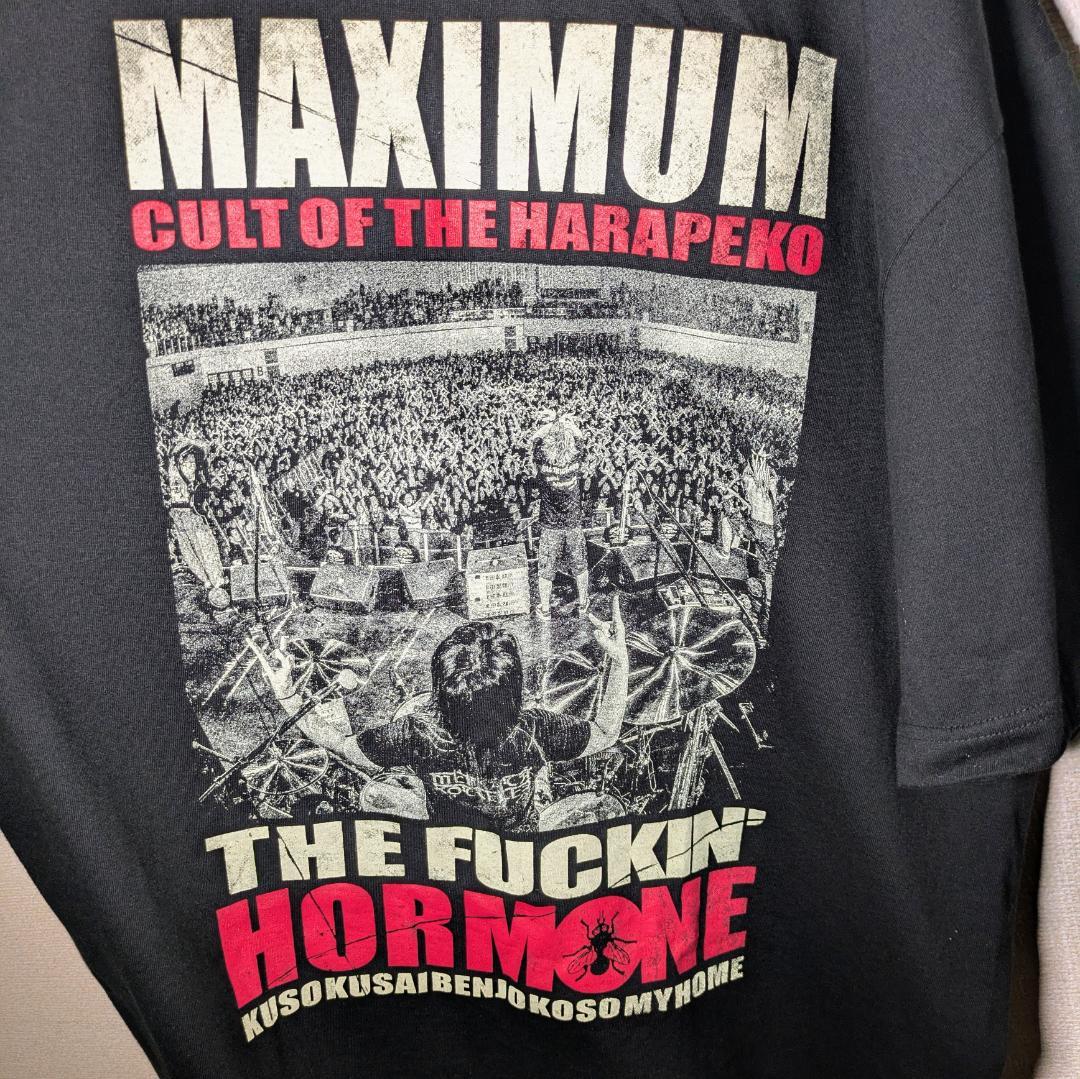 MAXIMUM
CULT OF THE HARAPEKO
THE FUCKIN'
HORMONE
KUSOKUSAIBENJOKOSOMYHOME